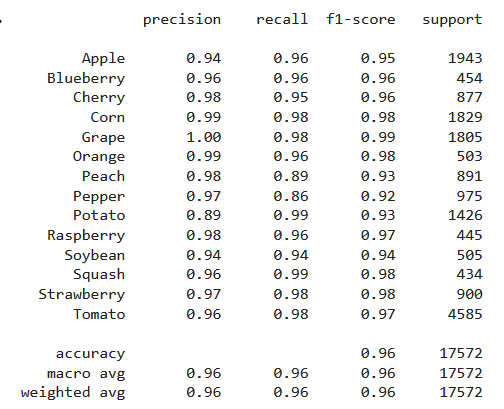 precision recall f1-score support
Apple 0.94 0.96 0.95 1943
Blueberry 0.96 0.96 0.96 454
Cherry 0.98 0.95 0.96 877
Corn 0.99 0.98 0.98 1829
Grape 1.00 0.98 0.99 1805
Orange 0.99 0.96 0.98 503
Peach 0.98 0.89 0.93 891
Pepper 0.97 0.86 0.92 975
Potato 0.89 0.99 0.93 1426
Raspberry 0.98 0.96 0.97 445
Soybean 0.94 0.94 0.94 505
Squash 0.96 0.99 0.98 434
Strawberry 0.97 0.98 0.98 900
Tomato 0.96 0.98 0.97 4585
accuracy 0.96 17572
macro avg 0.96 0.96 0.96 17572
weighted avg 0.96 0.96 0.96 17572